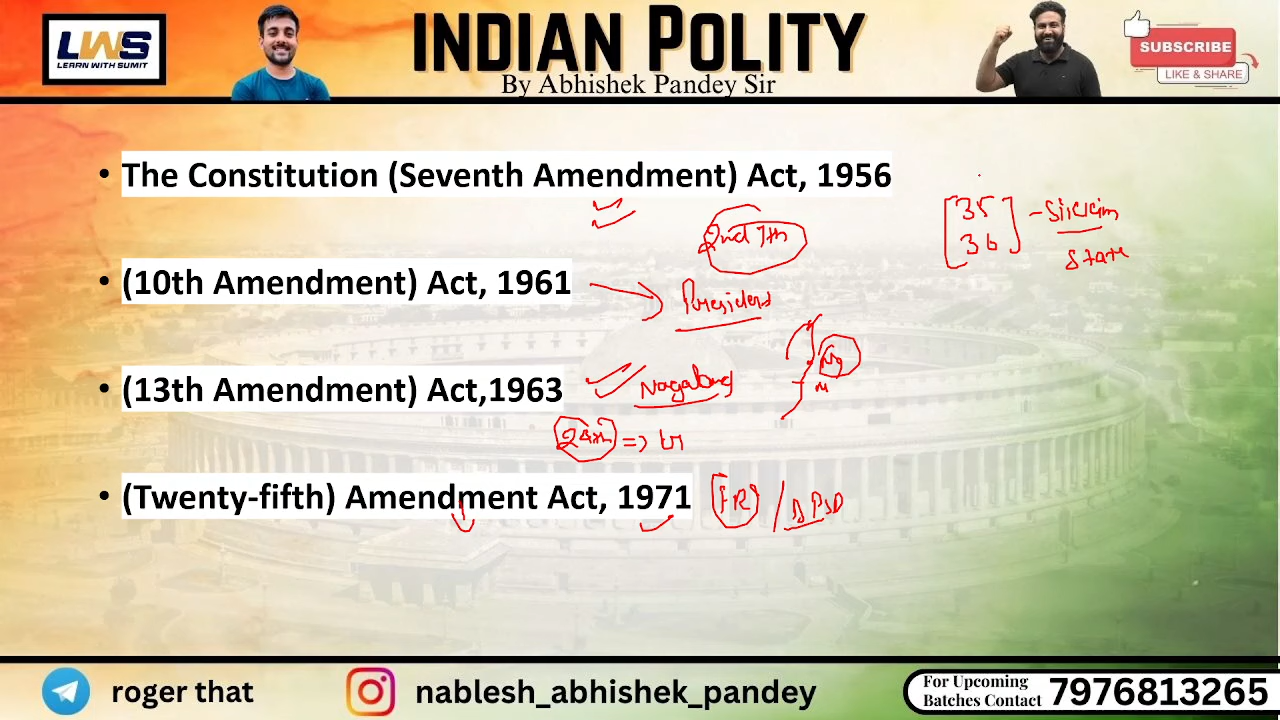 LWS
LEARN WITH SUMIT
INDIAN POLITY
By Abhishek Pandey Sir
SUBSCRIBE
LIKE & SHARE
• The Constitution (Seventh Amendment) Act, 1956
35
36
- Sikkim
State
2nd 7th
• (10th Amendment) Act, 1961
President
• (13th Amendment) Act,1963
Nagaland
24th =>
• (Twenty-fifth) Amendment Act, 1971
FR /
roger that
nablesh_abhishek_pandey
For Upcoming
Batches Contact
7976813265